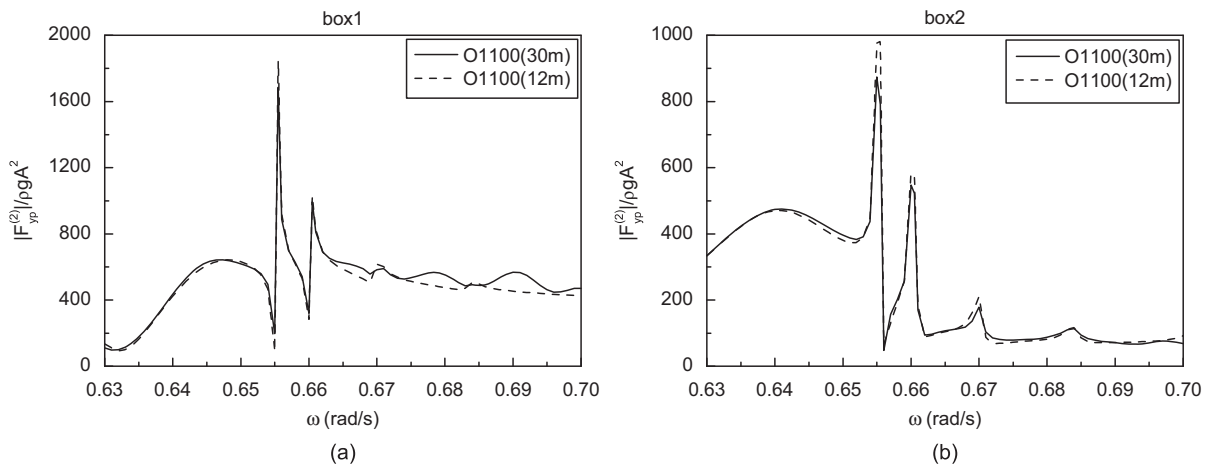 box1
2000
1600
1200
800
400
0
|F_yp^(2)|/ρgA^2
O1100(30m)
O1100(12m)
0.63 0.64 0.65 0.66 0.67 0.68 0.69 0.70
ω (rad/s)
(a)
box2
1000
800
600
400
200
0
|F_yp^(2)|/ρgA^2
O1100(30m)
O1100(12m)
0.63 0.64 0.65 0.66 0.67 0.68 0.69 0.70
ω (rad/s)
(b)